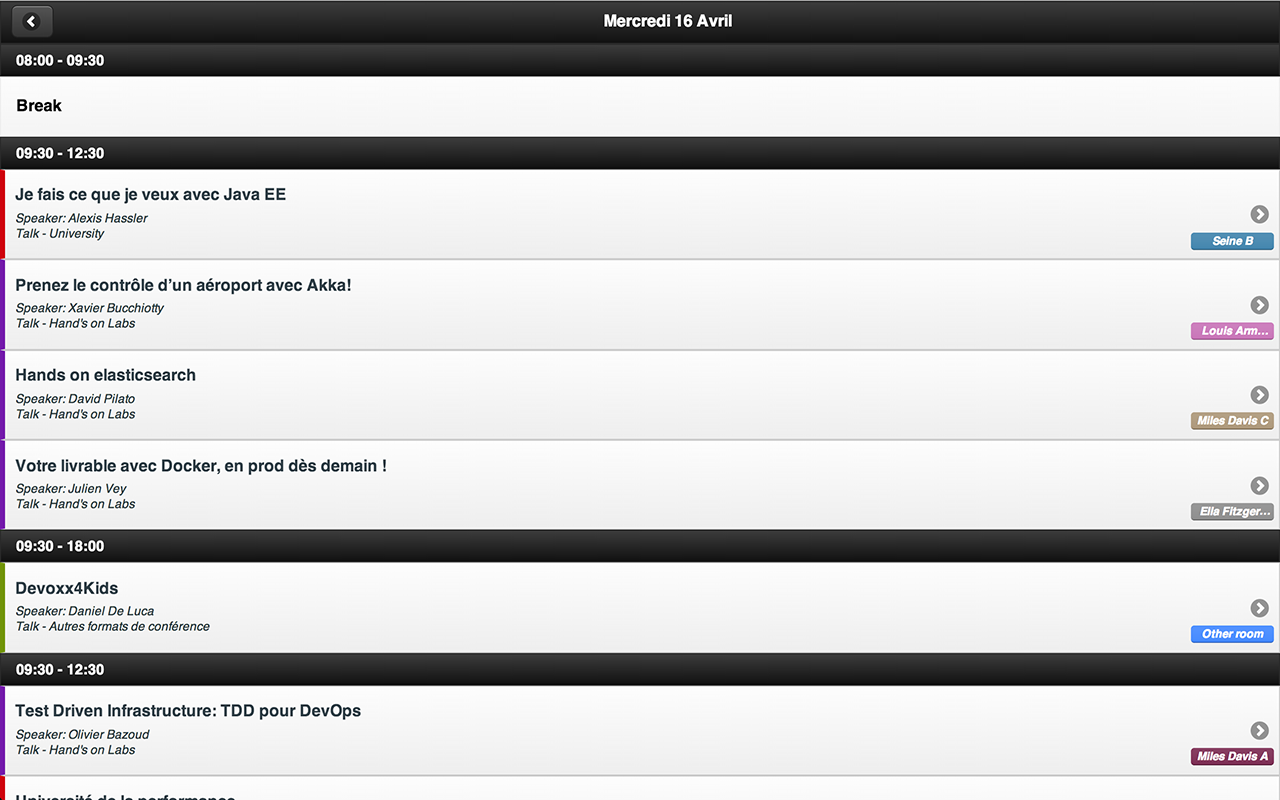 Mercredi 16 Avril
08:00 - 09:30
Break
09:30 - 12:30
Je fais ce que je veux avec Java EE
Speaker: Alexis Hassler
Talk - University
Seine B
Prenez le contrôle d’un aéroport avec Akka!
Speaker: Xavier Bucchiotty
Talk - Hand's on Labs
Louis Arm...
Hands on elasticsearch
Speaker: David Pilato
Talk - Hand's on Labs
Miles Davis C
Votre livrable avec Docker, en prod dès demain !
Speaker: Julien Vey
Talk - Hand's on Labs
Ella Fitzger...
09:30 - 18:00
Devoxx4Kids
Speaker: Daniel De Luca
Talk - Autres formats de conférence
Other room
09:30 - 12:30
Test Driven Infrastructure: TDD pour DevOps
Speaker: Olivier Bazoud
Talk - Hand's on Labs
Miles Davis A
Université de la performance